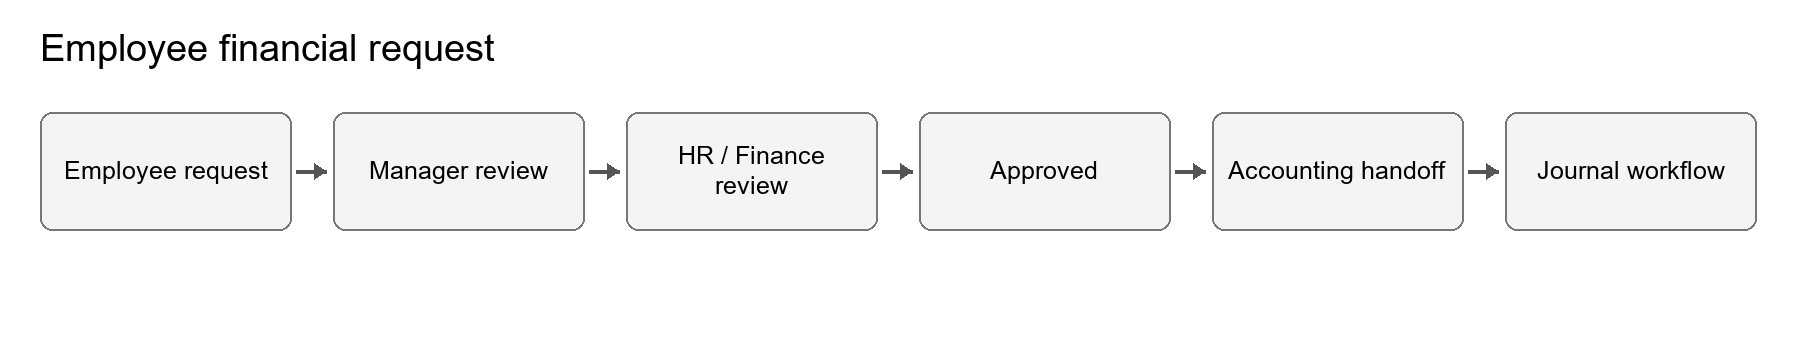 Employee financial request
Employee request
Manager review
HR / Finance
review
Approved
Accounting handoff
Journal workflow